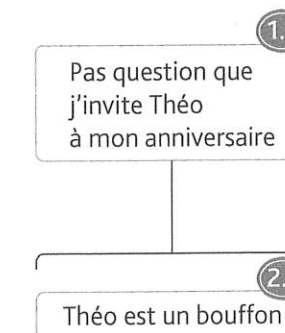 1.
Pas question que
j'invite Théo
à mon anniversaire
2.
Théo est un bouffon